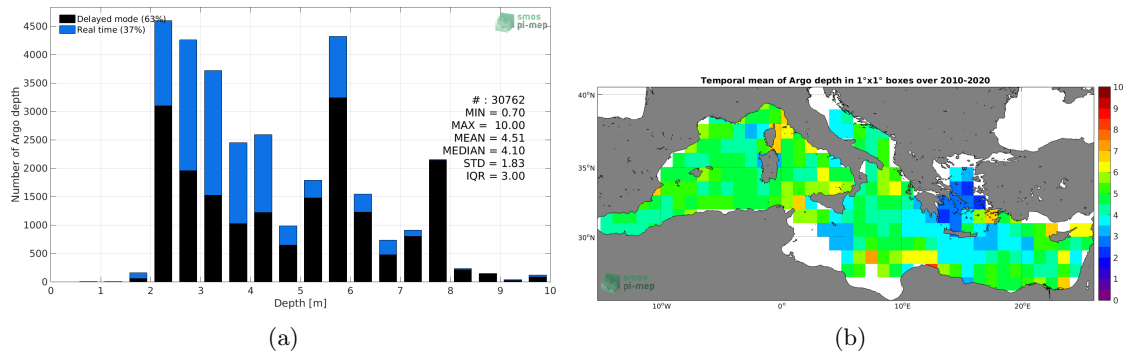 Delayed mode (63%)
Real time (37%)
smos
pi-mep
Number of Argo depth
4500
4000
3500
3000
2500
2000
1500
1000
500
0
# : 30762
MIN = 0.70
MAX = 10.00
MEAN = 4.51
MEDIAN = 4.10
STD = 1.83
IQR = 3.00
0 1 2 3 4 5 6 7 8 9 10
Depth [m]
(a)
Temporal mean of Argo depth in 1°x1° boxes over 2010-2020
40°N
35°N
30°N
10°W 0° 10°E 20°E
10
9
8
7
6
5
4
3
2
1
0
smos
pi-mep
(b)